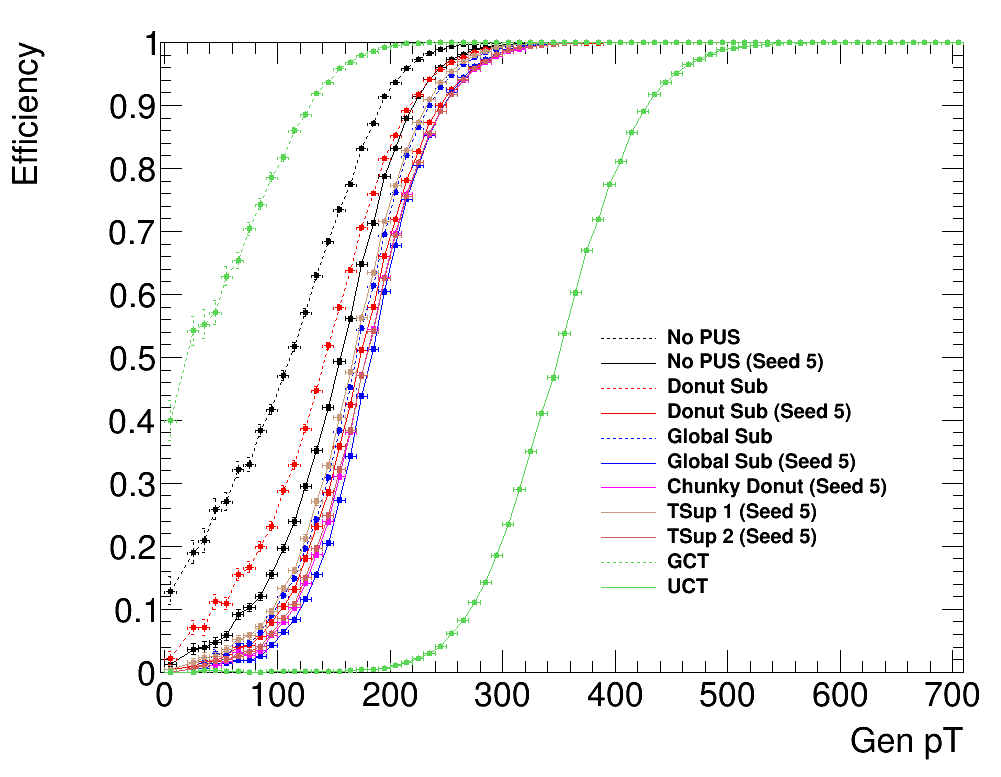 Efficiency
1
0.9
0.8
0.7
0.6
0.5
0.4
0.3
0.2
0.1
0
No PUS
No PUS (Seed 5)
Donut Sub
Donut Sub (Seed 5)
Global Sub
Global Sub (Seed 5)
Chunky Donut (Seed 5)
TSup 1 (Seed 5)
TSup 2 (Seed 5)
GCT
UCT
0 100 200 300 400 500 600 700
Gen pT